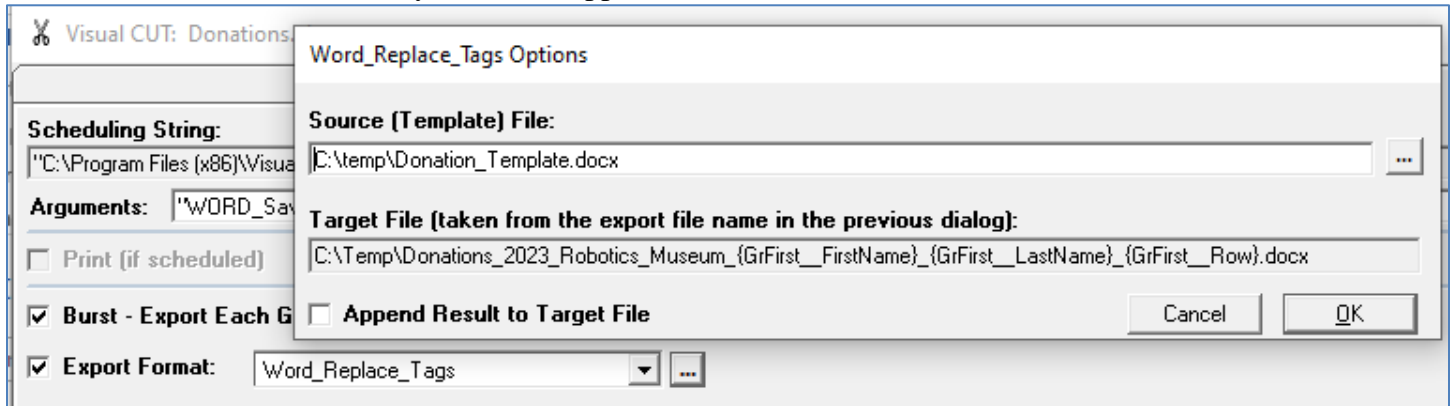 Visual CUT: Donations.
Word_Replace_Tags Options
Source (Template) File:
C:\temp\Donation_Template.docx
...
Target File (taken from the export file name in the previous dialog):
C:\Temp\Donations_2023_Robotics_Museum_{GrFirst__FirstName}_{GrFirst__LastName}_{GrFirst__Row}.docx
Append Result to Target File
Cancel
OK
Scheduling String:
"C:\Program Files (x86)\Visua
Arguments: "WORD_Sav
Print (if scheduled)
Burst - Export Each G
Export Format: Word_Replace_Tags ...